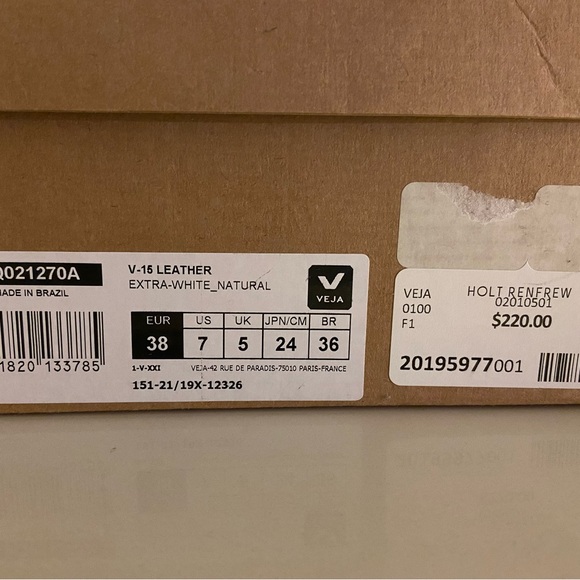 Q021270A
MADE IN BRAZIL
1820 133785
V-15 LEATHER
EXTRA-WHITE_NATURAL
VEJA
EUR US UK JPN/CM BR
38 7 5 24 36
1-V-XXI VEJA-42 RUE DE PARADIS-75010 PARIS-FRANCE
151-21/19X-12326
VEJA
0100
F1
HOLT RENFREW
02010501
$220.00
20195977001